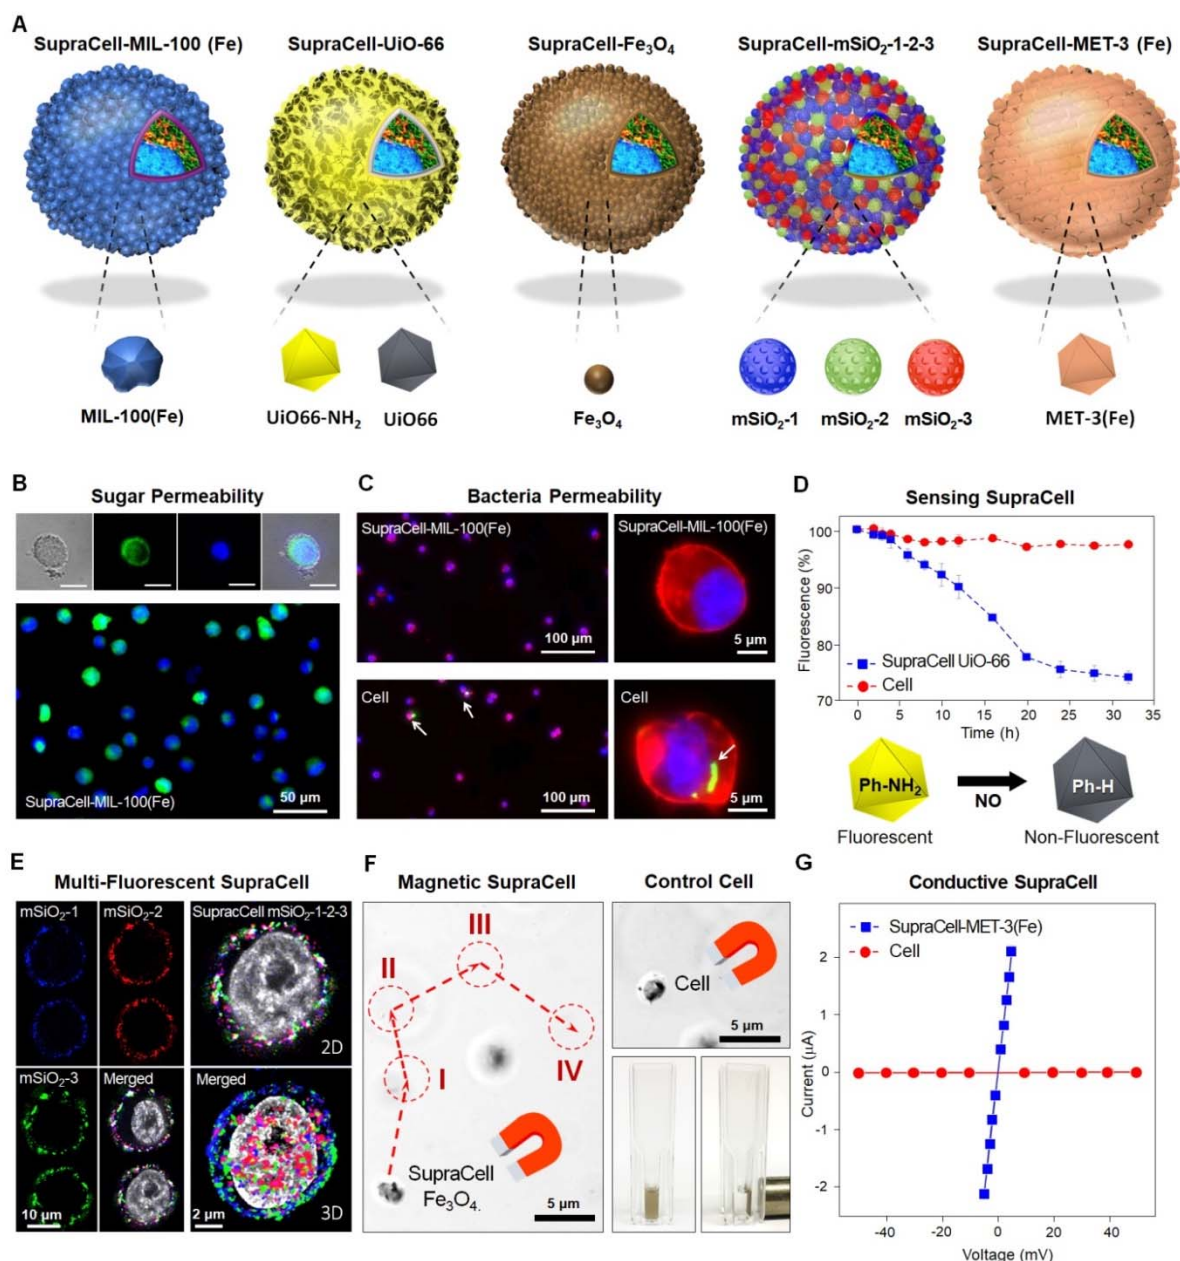 A
SupraCell-MIL-100 (Fe)
SupraCell-UiO-66
SupraCell-Fe₃O₄
SupraCell-mSiO₂-1-2-3
SupraCell-MET-3 (Fe)
MIL-100(Fe)
UiO66-NH₂
UiO66
Fe₃O₄
mSiO₂-1
mSiO₂-2
mSiO₂-3
MET-3(Fe)
B
Sugar Permeability
SupraCell-MIL-100(Fe)
50 µm
C
Bacteria Permeability
SupraCell-MIL-100(Fe)
100 µm
SupraCell-MIL-100(Fe)
5 µm
Cell
100 µm
Cell
5 µm
D
Sensing SupraCell
Fluorescence (%)
100
90
80
70
SupraCell UiO-66
Cell
0
5
10
15
20
25
30
35
Time (h)
Ph-NH₂
NO
Ph-H
Fluorescent
Non-Fluorescent
E
Multi-Fluorescent SupraCell
mSiO₂-1
mSiO₂-2
SupracCell mSiO₂-1-2-3
2D
mSiO₂-3
10 µm
Merged
Merged
2 µm
3D
F
Magnetic SupraCell
III
II
I
IV
SupraCell
Fe₃O₄.
5 µm
Control Cell
Cell
5 µm
G
Conductive SupraCell
SupraCell-MET-3(Fe)
Cell
Current (µA)
2
1
0
-1
-2
-40
-20
0
20
40
Voltage (mV)